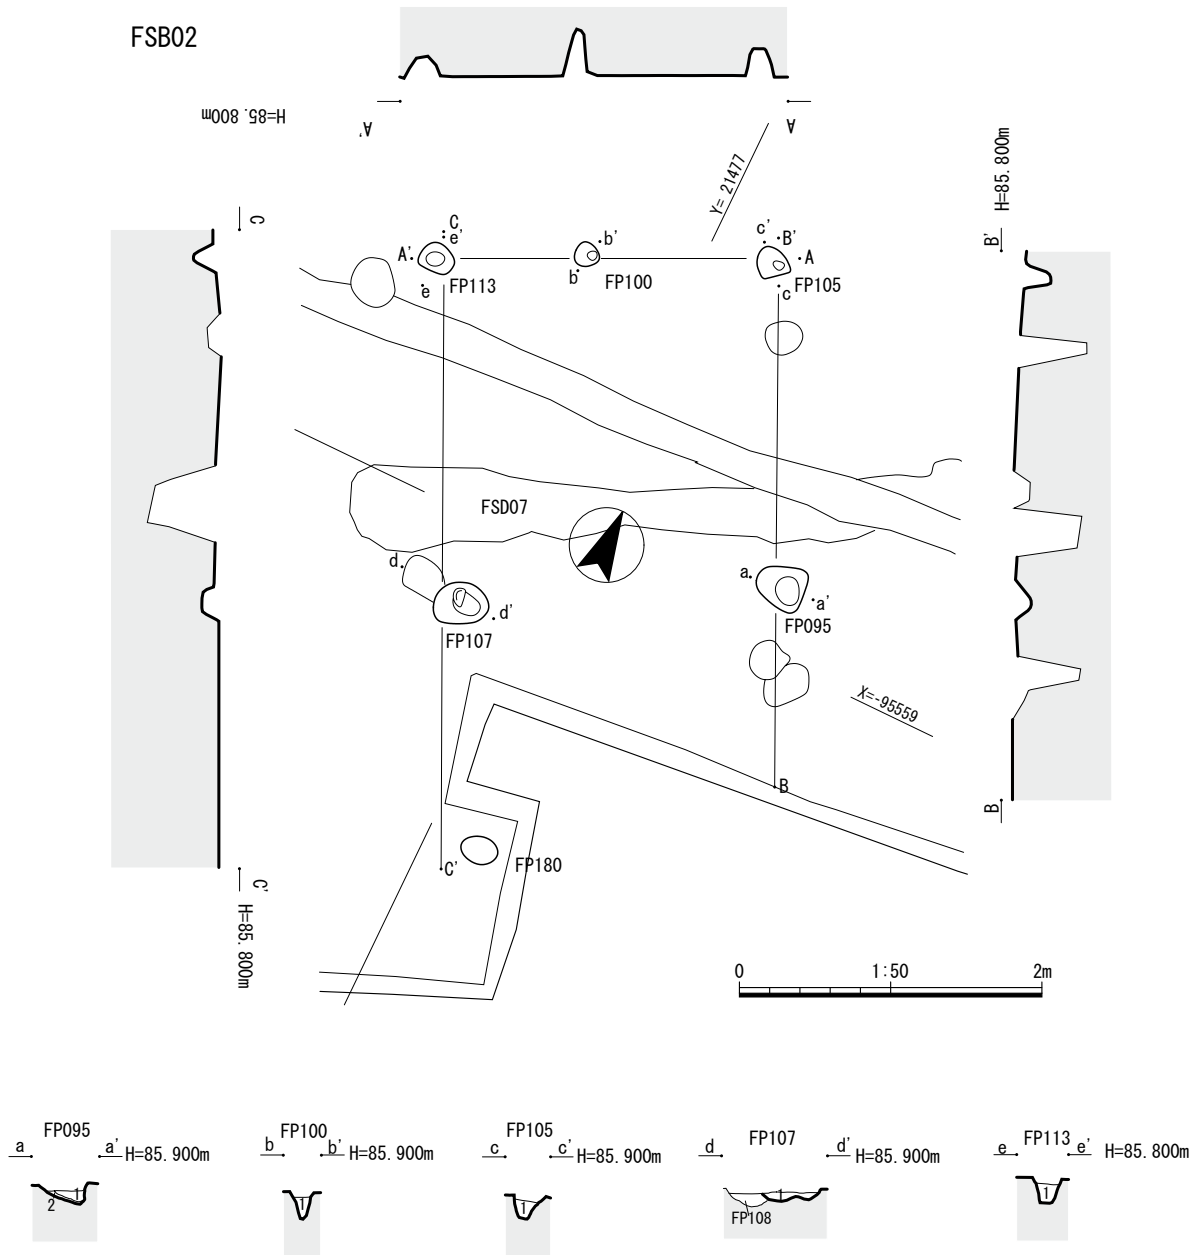 FSB02
H=85.800m
A'
A
Y= 21477
H=85.800m
C
B'
C
e'
b'
c'
B'
A'
A
b
e
FP113
FP100
FP105
c
FSD07
d
a
d'
a'
FP107
FP095
X=-95559
B
B
C'
FP180
C'
H=85.800m
0 1:50 2m
FP095
a a' H=85.900m
1
2
FP100
b b' H=85.900m
1
FP105
c c' H=85.900m
1
FP107
d d' H=85.900m
1
FP108
FP113
e e' H=85.800m
1